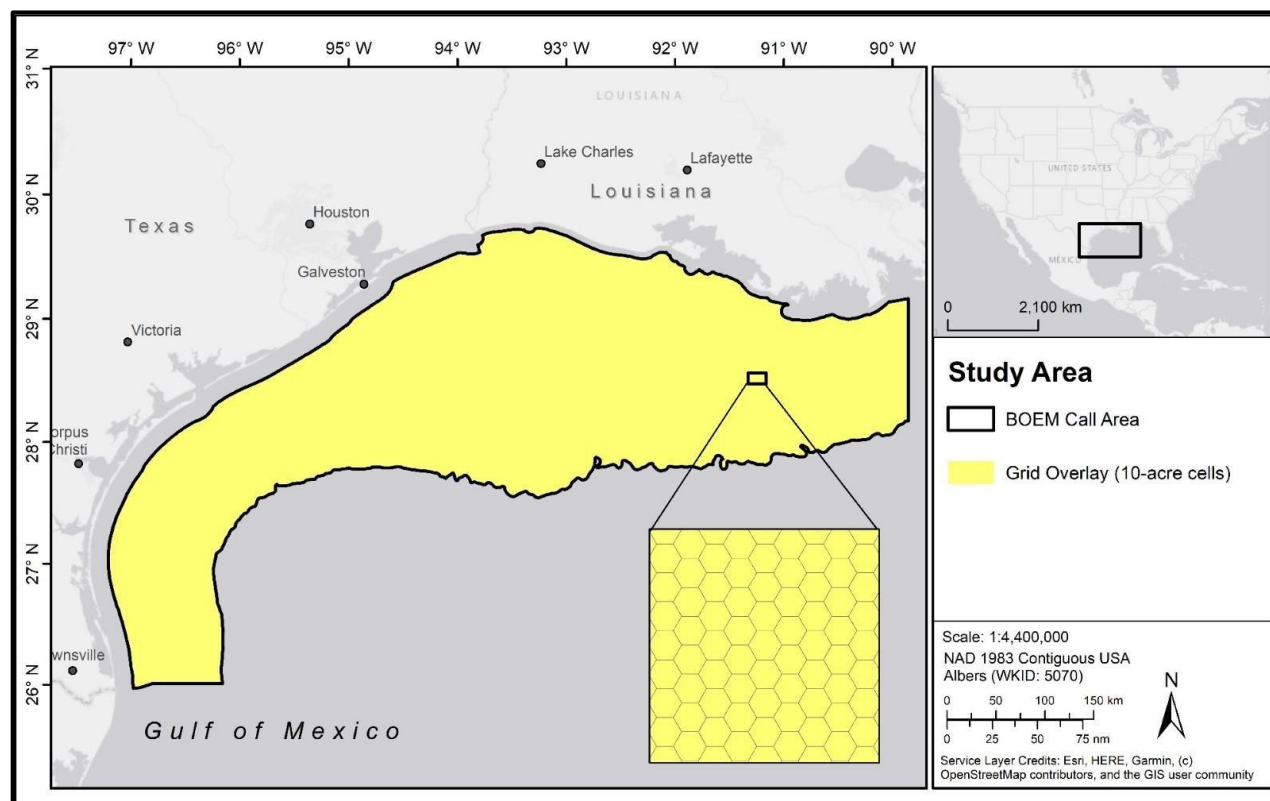 97° W 96° W 95° W 94° W 93° W 92° W 91° W 90° W
31° N
30° N
29° N
28° N
27° N
26° N
LOUISIANA
Lake Charles
Lafayette
Louisiana
Texas
Houston
Galveston
Victoria
orpus
Christi
wnsville
Gulf of Mexico
UNITED STATES
MÉXICO
0 2,100 km
Study Area
BOEM Call Area
Grid Overlay (10-acre cells)
Scale: 1:4,400,000
NAD 1983 Contiguous USA
Albers (WKID: 5070)
N
0 50 100 150 km
0 25 50 75 nm
Service Layer Credits: Esri, HERE, Garmin, (c)
OpenStreetMap contributors, and the GIS user community